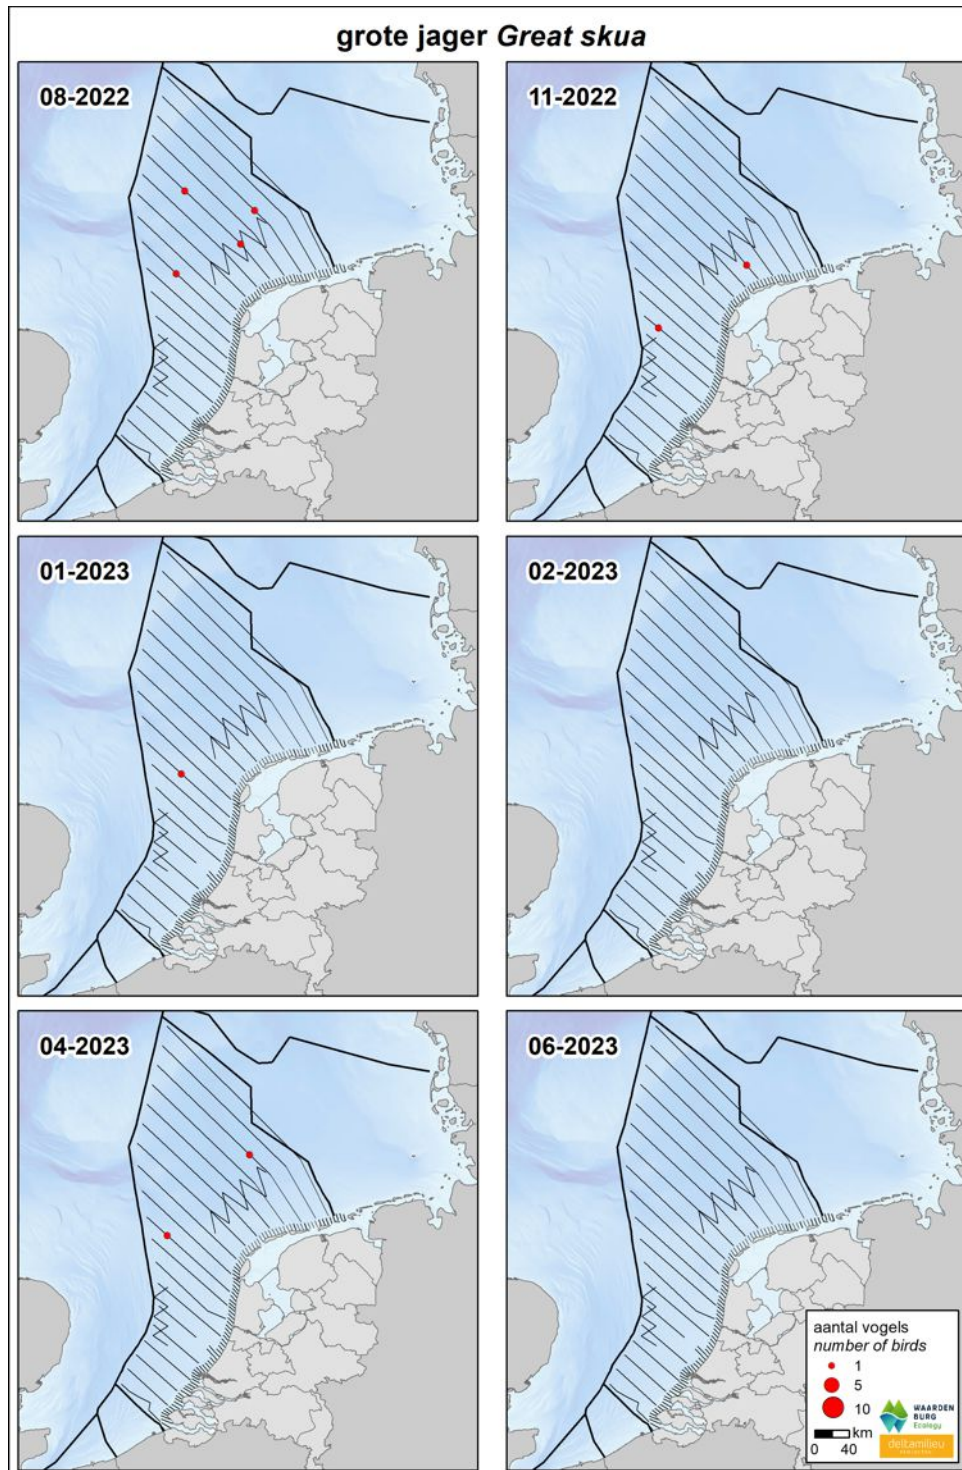 grote jager Great skua
08-2022
11-2022
01-2023
02-2023
04-2023
06-2023
aantal vogels
number of birds
1
5
10
km
0 40
WAARDEN
BURG
Ecology
deltamilieu